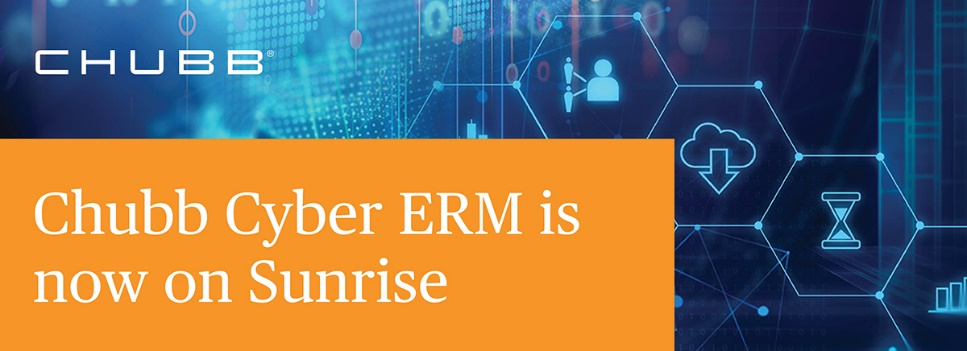 CHUBB®
Chubb Cyber ERM is
now on Sunrise